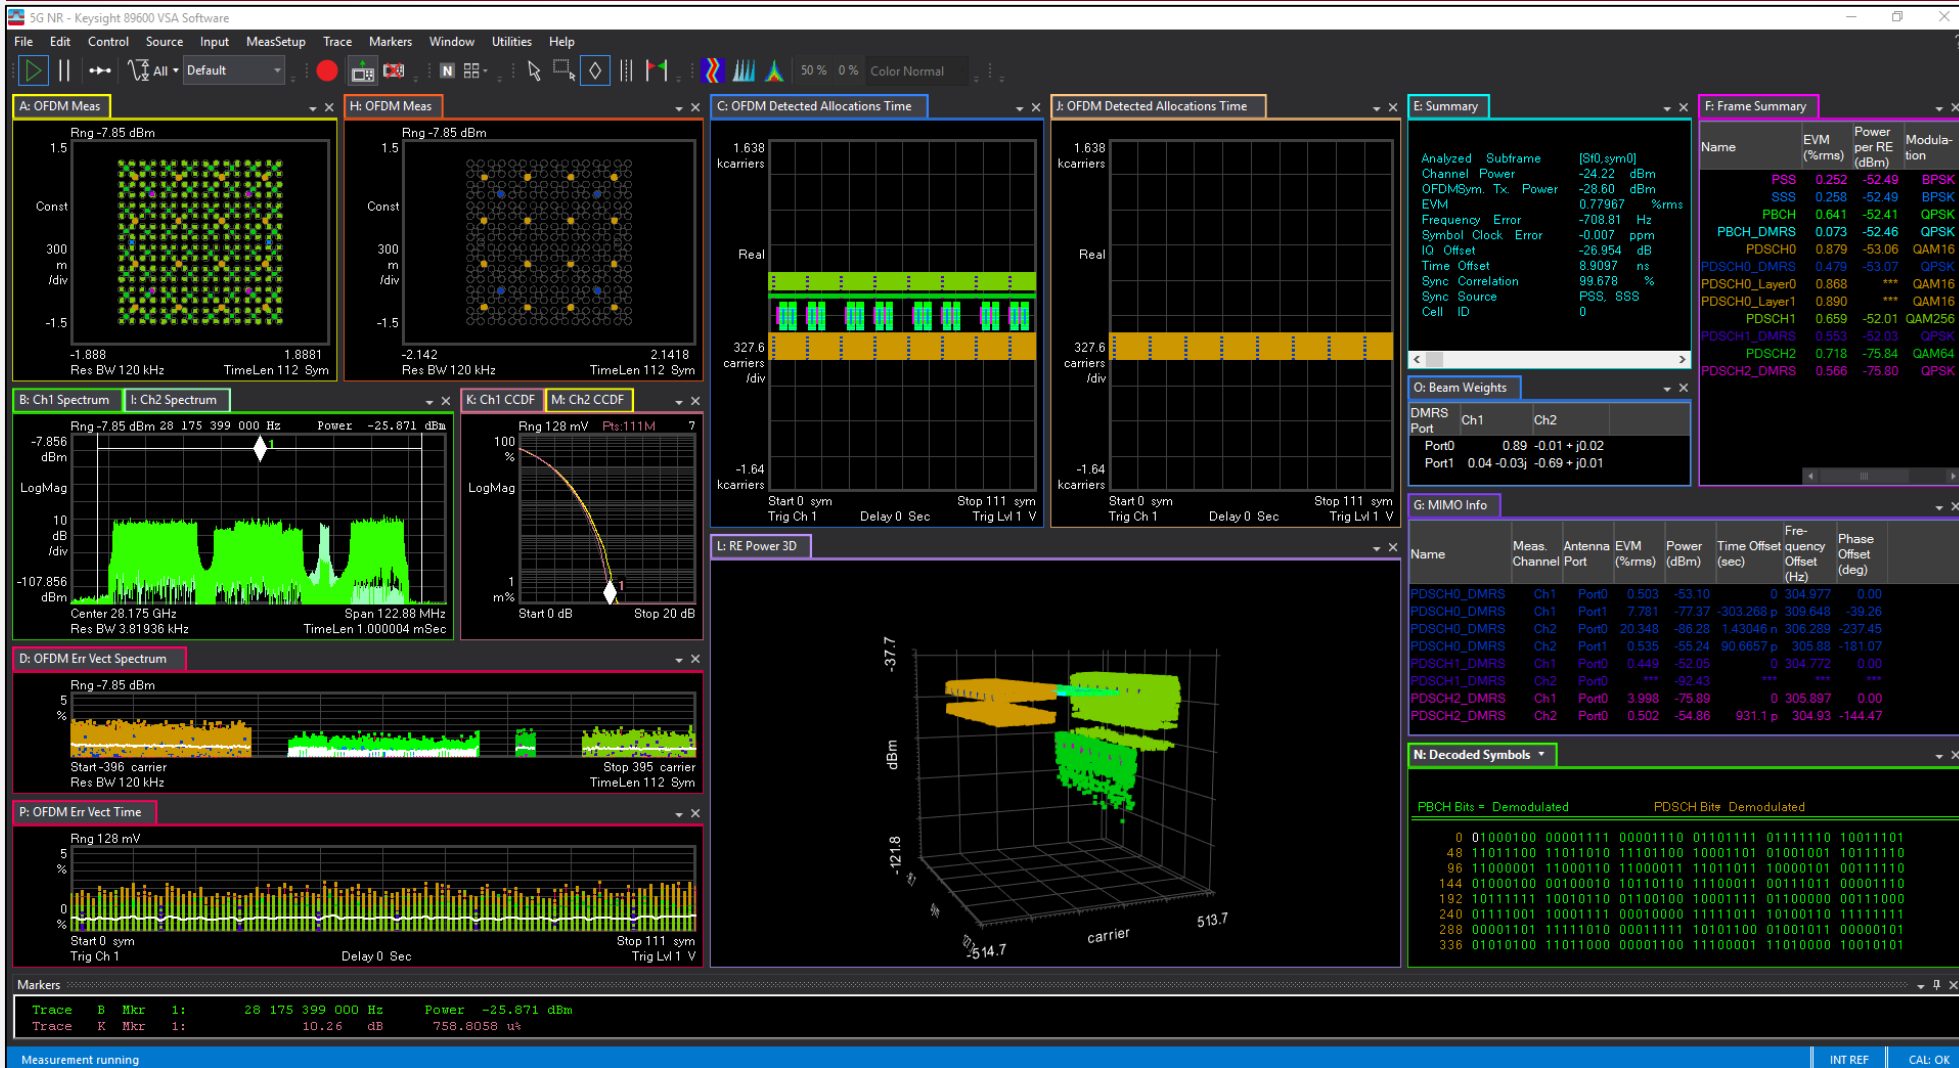 5G NR - Keysight 89600 VSA Software
File Edit Control Source Input MeasSetup Trace Markers Window Utilities Help
All Default N 50 % 0 % Color Normal
A: OFDM Meas
Rng -7.85 dBm
1.5
Const
300
m
/div
-1.5
-1.888 1.8881
Res BW 120 kHz TimeLen 112 Sym
H: OFDM Meas
Rng -7.85 dBm
1.5
Const
300
m
/div
-1.5
-2.142 2.1418
Res BW 120 kHz TimeLen 112 Sym
C: OFDM Detected Allocations Time
1.638
kcarriers
Real
327.6
carriers
/div
-1.64
kcarriers
Start 0 sym Stop 111 sym
Trig Ch 1 Delay 0 Sec Trig Lvl 1 V
J: OFDM Detected Allocations Time
1.638
kcarriers
Real
327.6
carriers
/div
-1.64
kcarriers
Start 0 sym Stop 111 sym
Trig Ch 1 Delay 0 Sec Trig Lvl 1 V
E: Summary
Analyzed Subframe [Sf0,sym0]
Channel Power -24.22 dBm
OFDMSym. Tx. Power -28.60 dBm
EVM 0.77967 %rms
Frequency Error -708.81 Hz
Symbol Clock Error -0.007 ppm
IQ Offset -26.954 dB
Time Offset 8.9097 ns
Sync Correlation 99.678 %
Sync Source PSS, SSS
Cell ID 0
F: Frame Summary
Name EVM (%rms) Power per RE (dBm) Modula-tion
PSS 0.252 -52.49 BPSK
SSS 0.258 -52.49 BPSK
PBCH 0.641 -52.41 QPSK
PBCH_DMRS 0.073 -52.46 QPSK
PDSCH0 0.879 -53.06 QAM16
PDSCH0_DMRS 0.479 -53.07 QPSK
PDSCH0_Layer0 0.868 *** QAM16
PDSCH0_Layer1 0.890 *** QAM16
PDSCH1 0.659 -52.01 QAM256
PDSCH1_DMRS 0.553 -52.03 QPSK
PDSCH2 0.718 -75.84 QAM64
PDSCH2_DMRS 0.566 -75.80 QPSK
O: Beam Weights
DMRS Port Ch1 Ch2
Port0 0.89 -0.01 + j0.02
Port1 0.04 -0.03j -0.69 + j0.01
B: Ch1 Spectrum I: Ch2 Spectrum
Rng -7.85 dBm 28 175 399 000 Hz Power -25.871 dBm
-7.856
dBm
1
LogMag
10
dB
/div
-107.856
dBm
Center 28.175 GHz Span 122.88 MHz
Res BW 3.81936 kHz TimeLen 1.000004 mSec
K: Ch1 CCDF M: Ch2 CCDF
Rng 128 mV Pts:111M 7
100
%
LogMag
1
m%
1
Start 0 dB Stop 20 dB
G: MIMO Info
Name Meas. Channel Antenna Port EVM (%rms) Power (dBm) Time Offset (sec) Fre-quency Offset (Hz) Phase Offset (deg)
PDSCH0_DMRS Ch1 Port0 0.503 -53.10 0 304.977 0.00
PDSCH0_DMRS Ch1 Port1 7.781 -77.37 -303.268 p 309.648 -39.26
PDSCH0_DMRS Ch2 Port0 20.348 -86.28 1.43046 n 306.289 -237.45
PDSCH0_DMRS Ch2 Port1 0.535 -55.24 90.6657 p 305.88 -181.07
PDSCH1_DMRS Ch1 Port0 0.449 -52.05 0 304.772 0.00
PDSCH1_DMRS Ch2 Port0 *** -92.43 *** *** ***
PDSCH2_DMRS Ch1 Port0 3.998 -75.89 0 305.897 0.00
PDSCH2_DMRS Ch2 Port0 0.502 -54.86 931.1 p 304.93 -144.47
L: RE Power 3D
-37.7
dBm
-121.8
carrier
-514.7
513.7
D: OFDM Err Vect Spectrum
Rng -7.85 dBm
5
%
Start -396 carrier Stop 395 carrier
Res BW 120 kHz TimeLen 112 Sym
P: OFDM Err Vect Time
Rng 128 mV
5
%
0
%
Start 0 sym Stop 111 sym
Trig Ch 1 Delay 0 Sec Trig Lvl 1 V
N: Decoded Symbols
PBCH Bits = Demodulated PDSCH Bits= Demodulated
0 01000100 00001111 00001110 01101111 01111110 10011101
48 11011100 11011010 11101100 10001101 01001001 10111110
96 11000001 11000110 11000011 11011011 10000101 00111110
144 01000100 00100010 10110110 11100011 00111011 00001110
192 10111111 10010110 01100100 10001111 01100000 00111000
240 01111001 10001111 00010000 11111011 10100110 11111111
288 00001101 11111010 00011111 10101100 01001011 00000101
336 01010100 11011000 00001100 11100001 11010000 10010101
Markers
Trace B Mkr 1: 28 175 399 000 Hz Power -25.871 dBm
Trace K Mkr 1: 10.26 dB 758.8058 u%
Measurement running INT REF CAL: OK